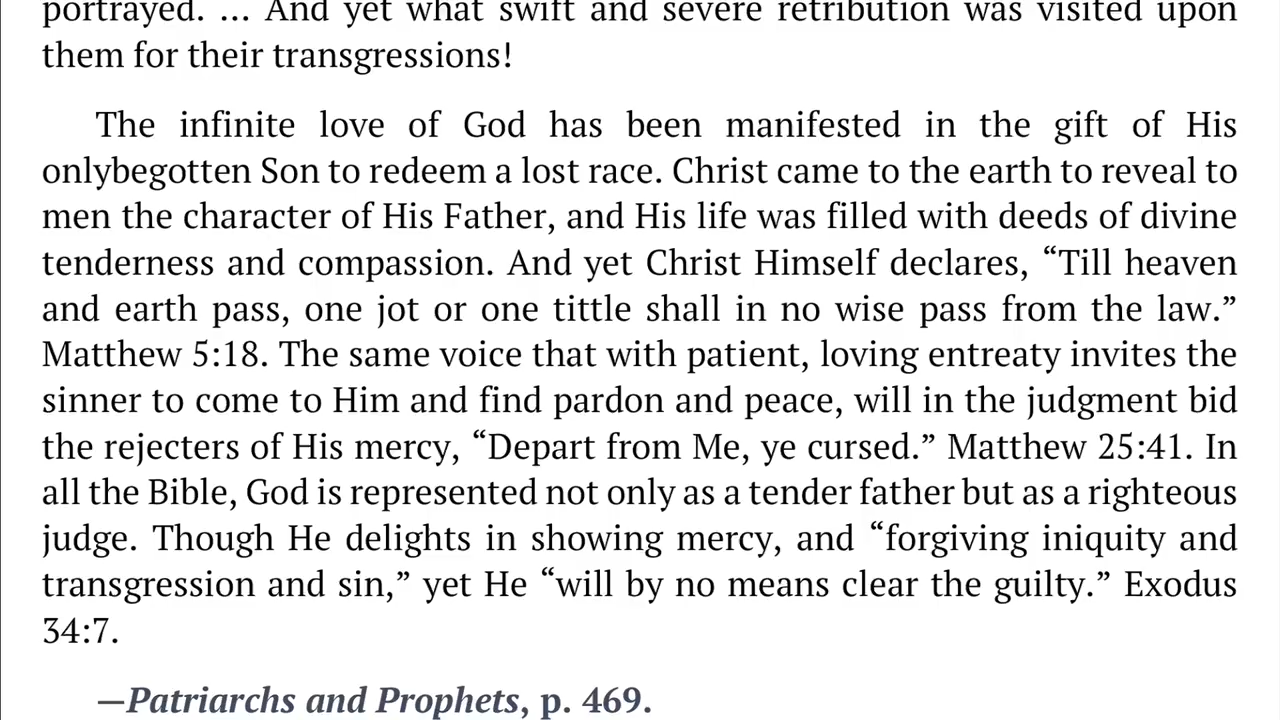 portrayed. ... And yet what swift and severe retribution was visited upon
them for their transgressions!
The infinite love of God has been manifested in the gift of His
onlybegotten Son to redeem a lost race. Christ came to the earth to reveal to
men the character of His Father, and His life was filled with deeds of divine
tenderness and compassion. And yet Christ Himself declares, “Till heaven
and earth pass, one jot or one tittle shall in no wise pass from the law.”
Matthew 5:18. The same voice that with patient, loving entreaty invites the
sinner to come to Him and find pardon and peace, will in the judgment bid
the rejecters of His mercy, “Depart from Me, ye cursed.” Matthew 25:41. In
all the Bible, God is represented not only as a tender father but as a righteous
judge. Though He delights in showing mercy, and “forgiving iniquity and
transgression and sin,” yet He “will by no means clear the guilty.” Exodus
34:7.
—Patriarchs and Prophets, p. 469.